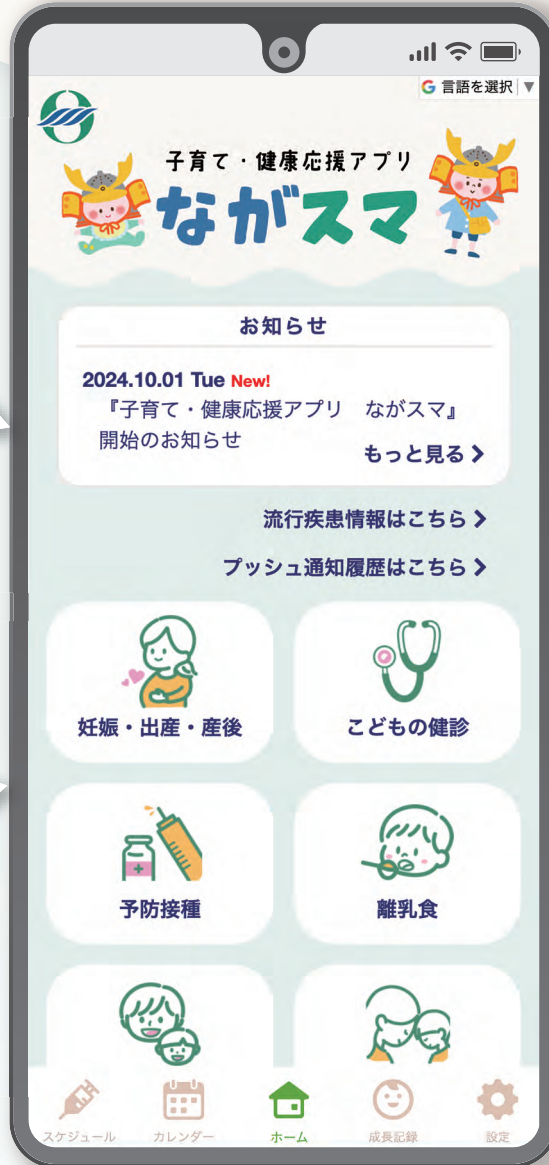 G 言語を選択 ▼
子育て・健康応援アプリ
ながスマ
お知らせ
2024.10.01 Tue New!
『子育て・健康応援アプリ　ながスマ』
開始のお知らせ
もっと見る
流行疾患情報はこちら
プッシュ通知履歴はこちら
妊娠・出産・産後
こどもの健診
予防接種
離乳食
スケジュール
カレンダー
ホーム
成長記録
設定